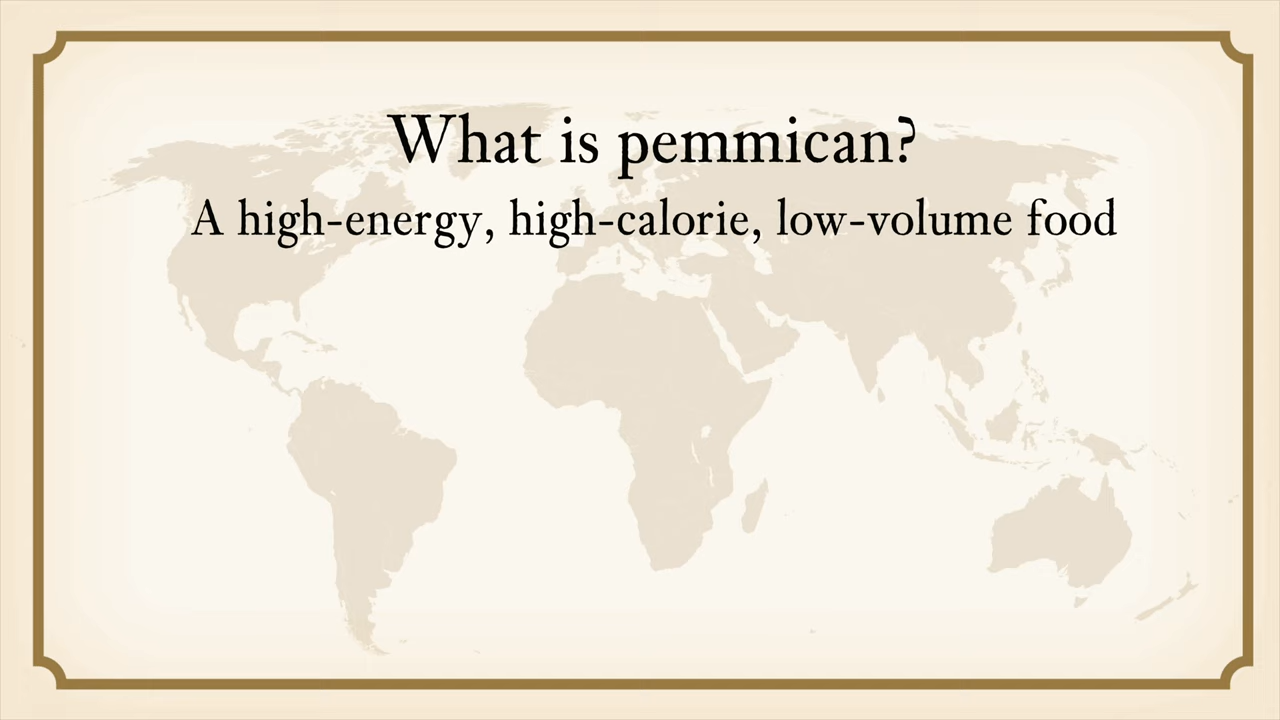 What is pemmican?
A high-energy, high-calorie, low-volume food